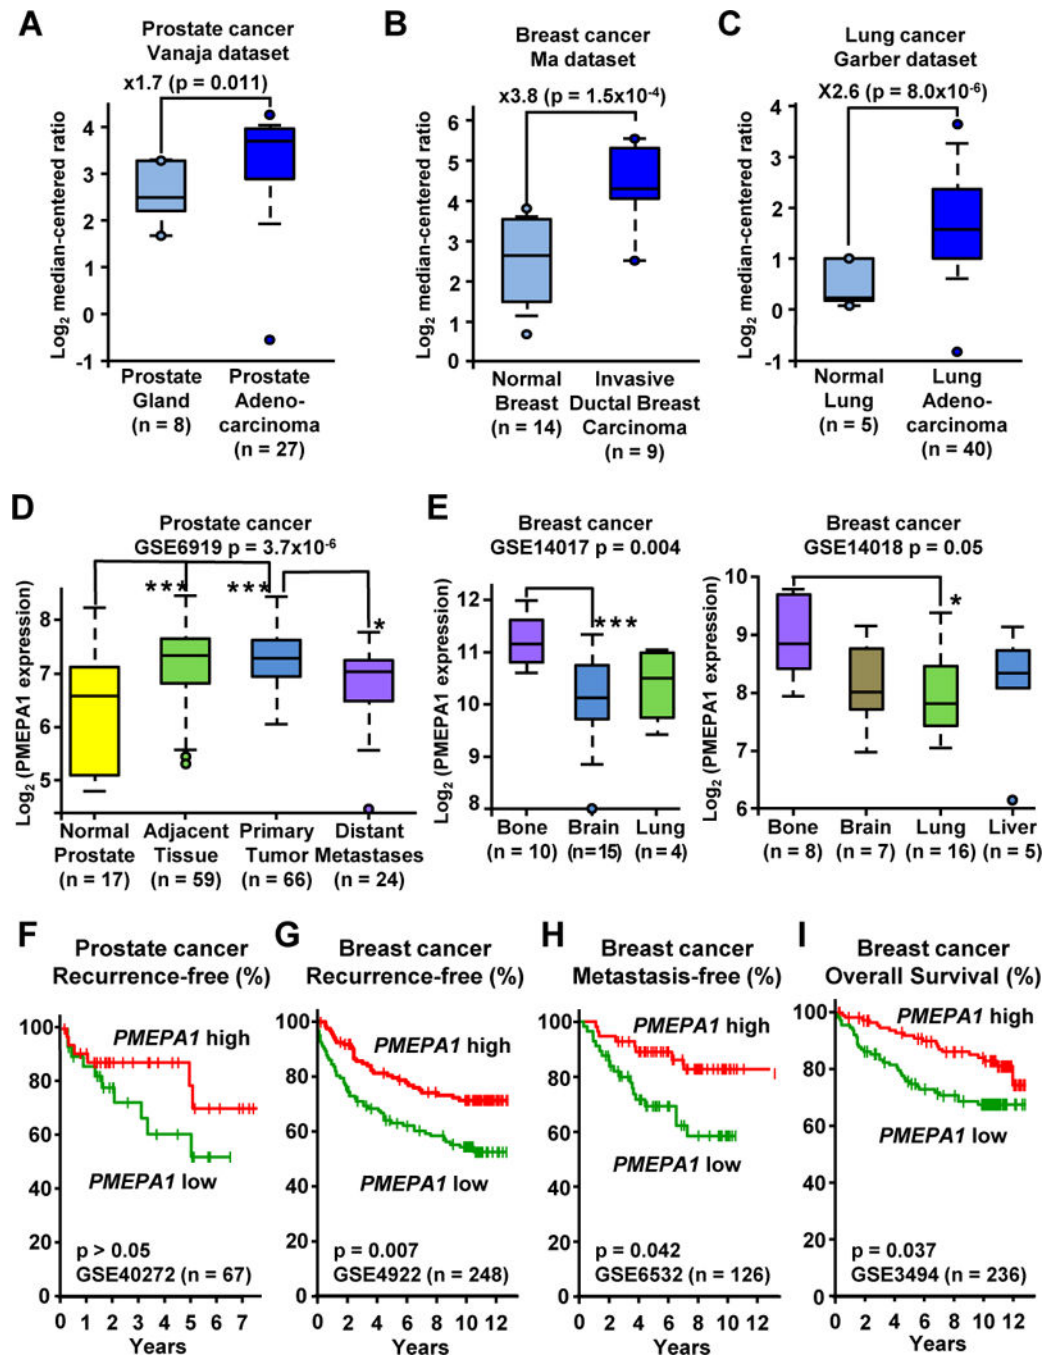 A
Prostate cancer
Vanaja dataset
x1.7 (p = 0.011)
Log2 median-centered ratio
4
3
2
1
0
-1
Prostate
Gland
(n = 8)
Prostate
Adeno-
carcinoma
(n = 27)
B
Breast cancer
Ma dataset
x3.8 (p = 1.5x10-4)
Log2 median-centered ratio
6
5
4
3
2
1
0
Normal
Breast
(n = 14)
Invasive
Ductal Breast
Carcinoma
(n = 9)
C
Lung cancer
Garber dataset
X2.6 (p = 8.0x10-6)
Log2 median-centered ratio
4
3
2
1
0
-1
Normal
Lung
(n = 5)
Lung
Adeno-
carcinoma
(n = 40)
D
Prostate cancer
GSE6919 p = 3.7x10-6
Log2 (PMEPA1 expression)
8
7
6
5
***
***
*
Normal
Prostate
(n = 17)
Adjacent
Tissue
(n = 59)
Primary
Tumor
(n = 66)
Distant
Metastases
(n = 24)
E
Breast cancer
GSE14017 p = 0.004
Log2 (PMEPA1 expression)
12
11
10
9
8
***
Bone
(n = 10)
Brain
(n=15)
Lung
(n = 4)
Breast cancer
GSE14018 p = 0.05
Log2 (PMEPA1 expression)
10
9
8
7
6
*
Bone
(n = 8)
Brain
(n = 7)
Lung
(n = 16)
Liver
(n = 5)
F
Prostate cancer
Recurrence-free (%)
100
80
60
40
20
0
PMEPA1 high
PMEPA1 low
p > 0.05
GSE40272 (n = 67)
0 1 2 3 4 5 6 7
Years
G
Breast cancer
Recurrence-free (%)
100
80
60
40
20
0
PMEPA1 high
PMEPA1 low
p = 0.007
GSE4922 (n = 248)
0 2 4 6 8 10 12
Years
H
Breast cancer
Metastasis-free (%)
100
80
60
40
20
0
PMEPA1 high
PMEPA1 low
p = 0.042
GSE6532 (n = 126)
0 2 4 6 8 10 12
Years
I
Breast cancer
Overall Survival (%)
100
80
60
40
20
0
PMEPA1 high
PMEPA1 low
p = 0.037
GSE3494 (n = 236)
0 2 4 6 8 10 12
Years